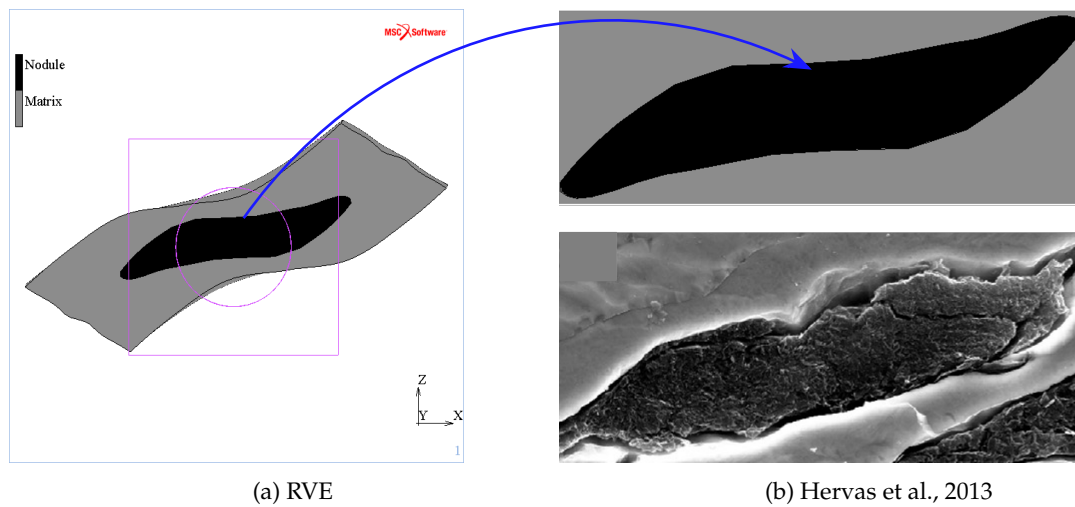 MSC Software
Nodule
Matrix
Z
Y X
1
(a) RVE
(b) Hervas et al., 2013